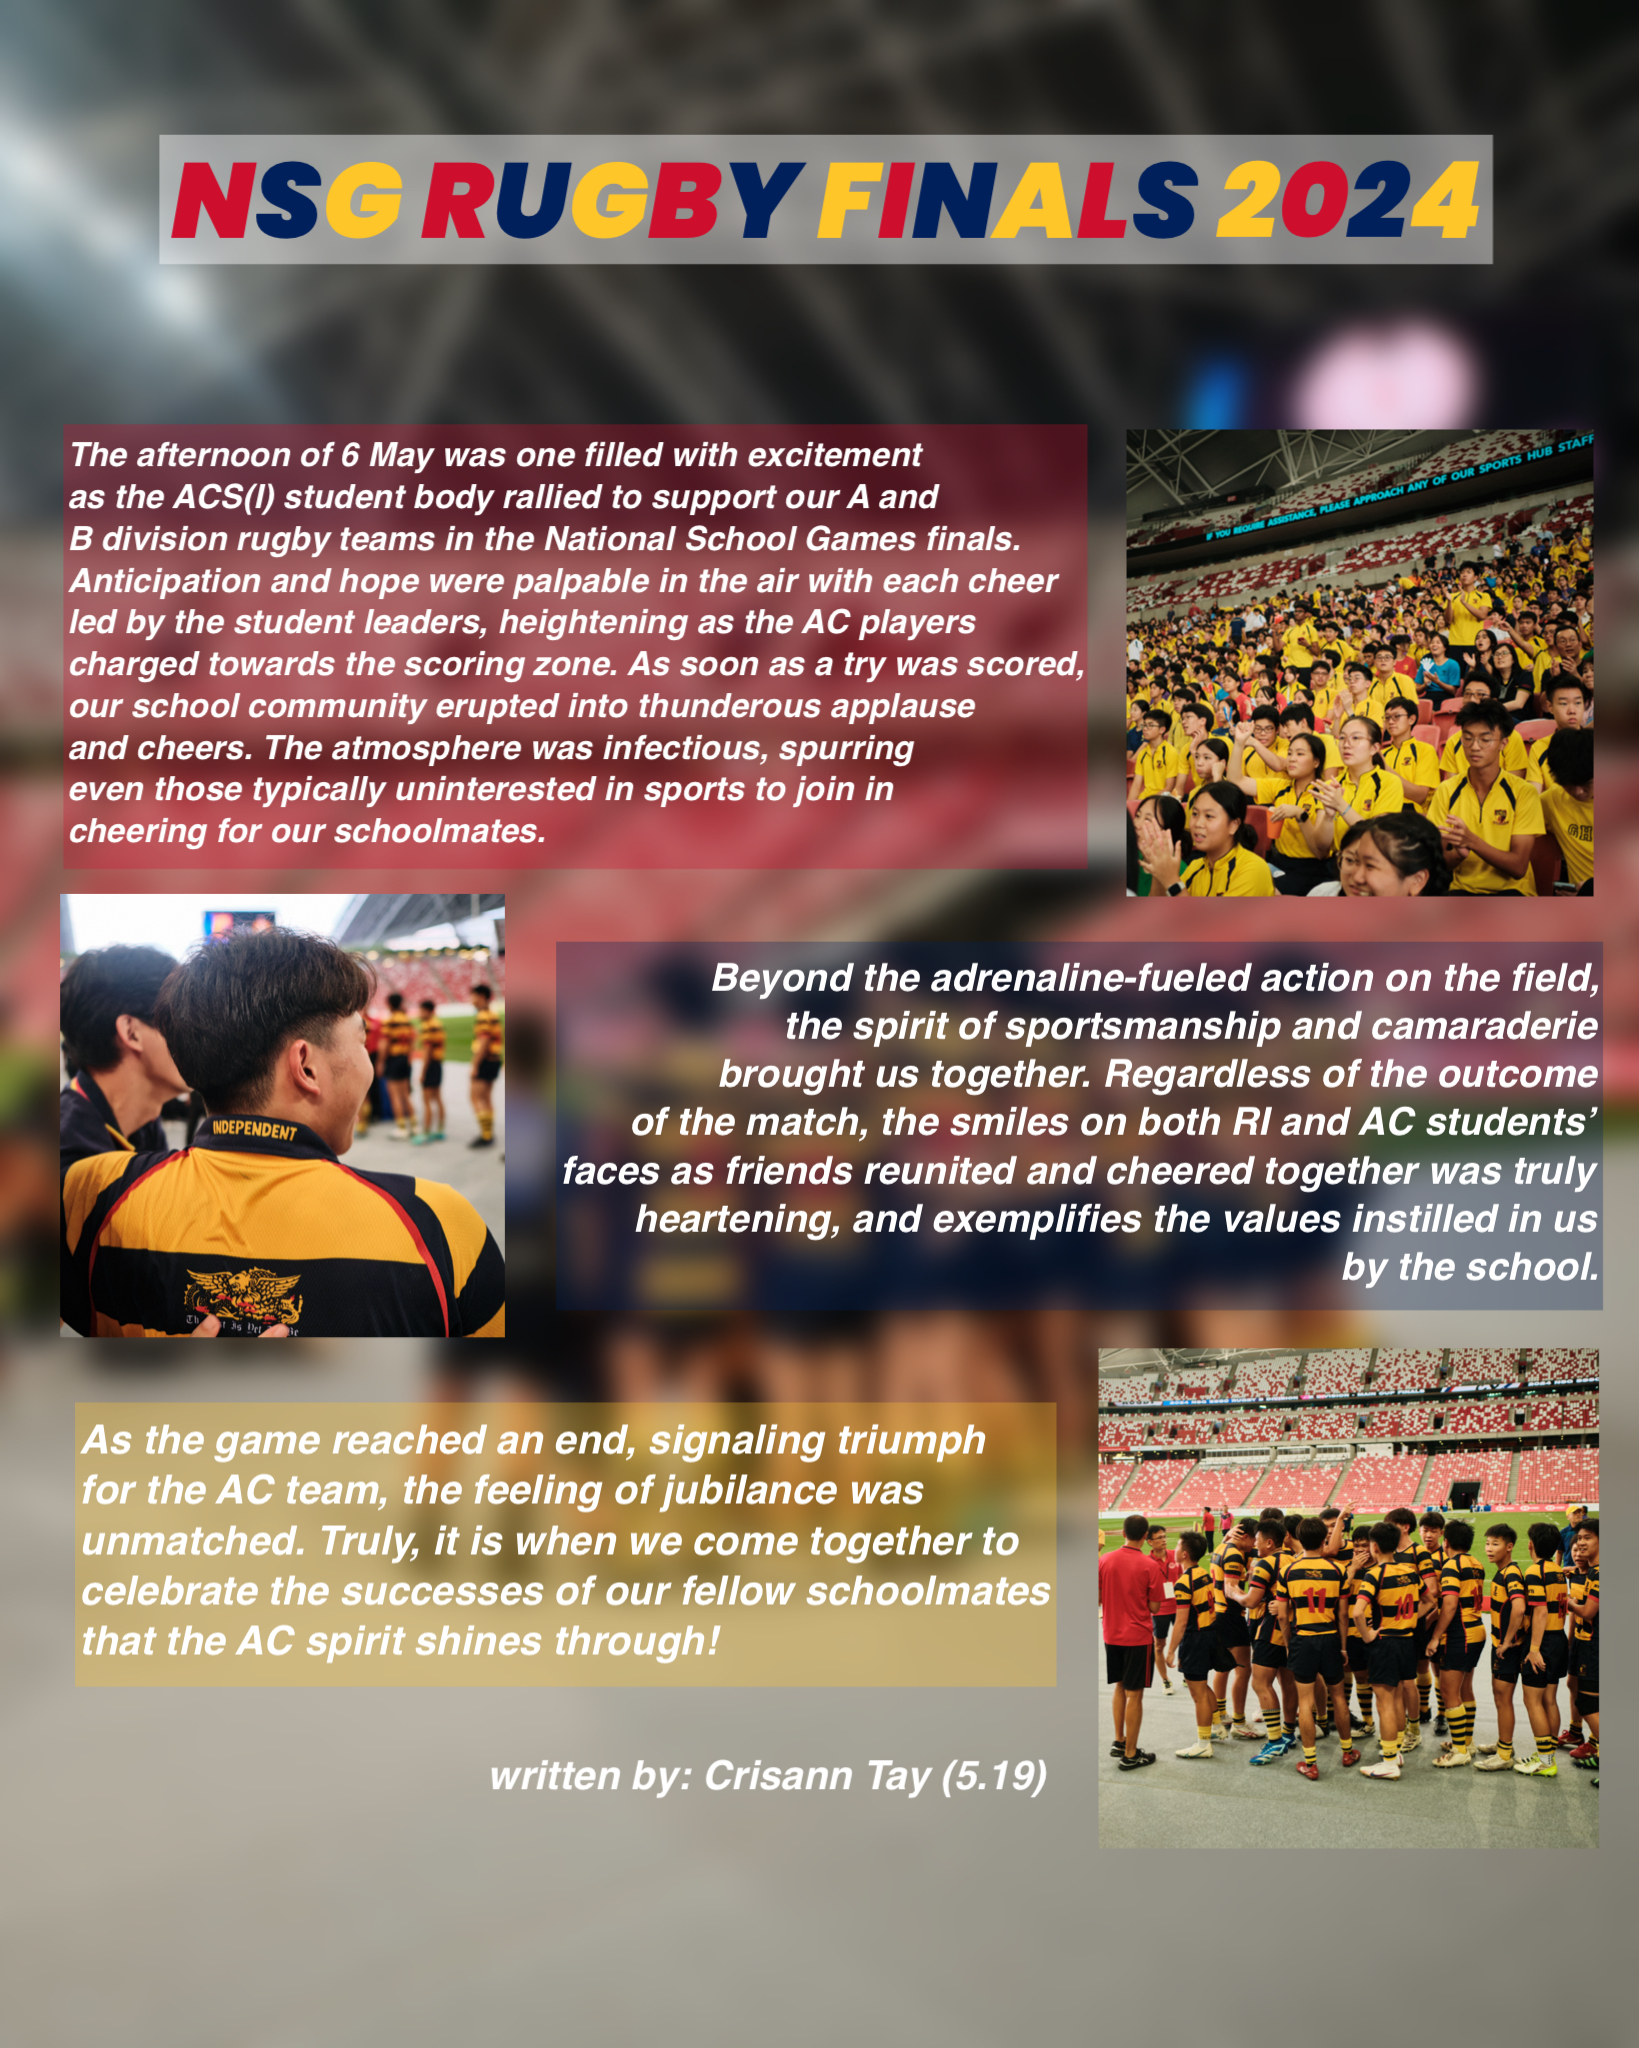 NSG RUGBY FINALS 2024
The afternoon of 6 May was one filled with excitement
as the ACS(I) student body rallied to support our A and
B division rugby teams in the National School Games finals.
Anticipation and hope were palpable in the air with each cheer
led by the student leaders, heightening as the AC players
charged towards the scoring zone. As soon as a try was scored,
our school community erupted into thunderous applause
and cheers. The atmosphere was infectious, spurring
even those typically uninterested in sports to join in
cheering for our schoolmates.
IF YOU REQUIRE ASSISTANCE, PLEASE APPROACH ANY OF OUR SPORTS HUB STAFF
INDEPENDENT
Is Yet
Beyond the adrenaline-fueled action on the field,
the spirit of sportsmanship and camaraderie
brought us together. Regardless of the outcome
of the match, the smiles on both RI and AC students’
faces as friends reunited and cheered together was truly
heartening, and exemplifies the values instilled in us
by the school.
As the game reached an end, signaling triumph
for the AC team, the feeling of jubilance was
unmatched. Truly, it is when we come together to
celebrate the successes of our fellow schoolmates
that the AC spirit shines through!
11
10
written by: Crisann Tay (5.19)